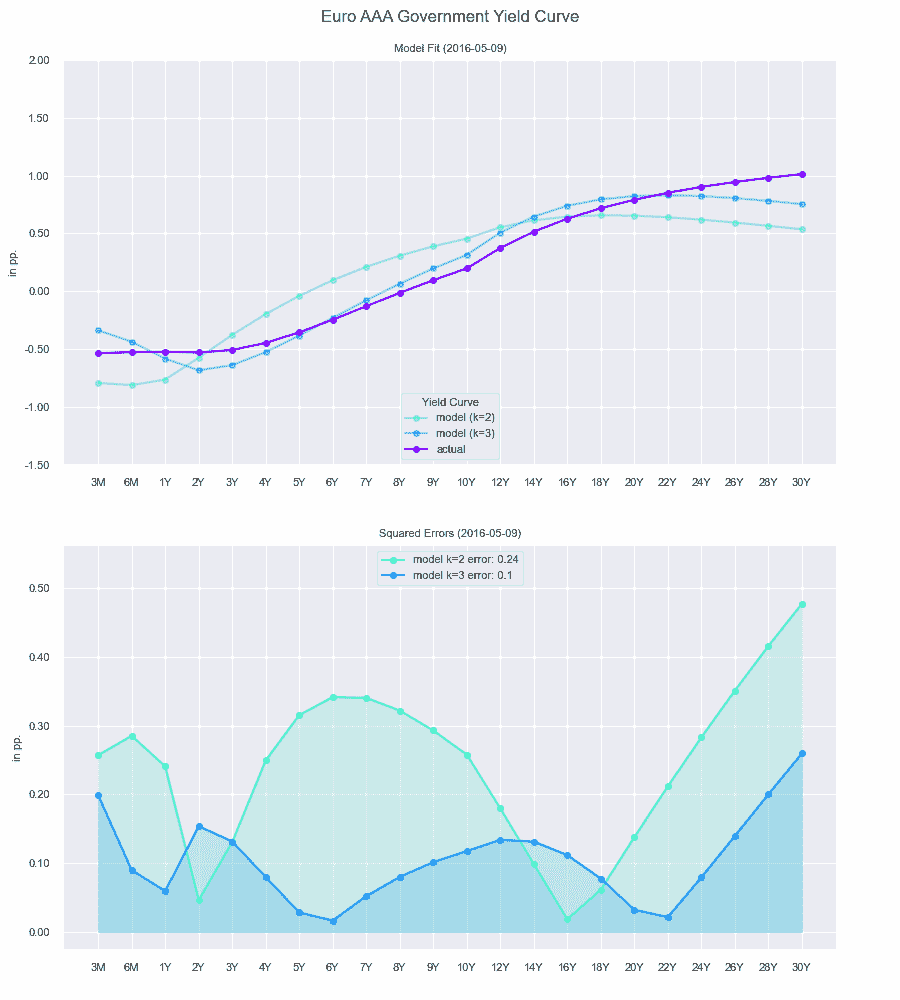 Euro AAA Government Yield Curve
Model Fit (2016-05-09)
2.00
1.50
1.00
0.50
0.00
-0.50
-1.00
-1.50
in pp.
Yield Curve
model (k=2)
model (k=3)
actual
3M 6M 1Y 2Y 3Y 4Y 5Y 6Y 7Y 8Y 9Y 10Y 12Y 14Y 16Y 18Y 20Y 22Y 24Y 26Y 28Y 30Y
Squared Errors (2016-05-09)
model k=2 error: 0.24
model k=3 error: 0.1
0.50
0.40
0.30
0.20
0.10
0.00
in pp.
3M 6M 1Y 2Y 3Y 4Y 5Y 6Y 7Y 8Y 9Y 10Y 12Y 14Y 16Y 18Y 20Y 22Y 24Y 26Y 28Y 30Y